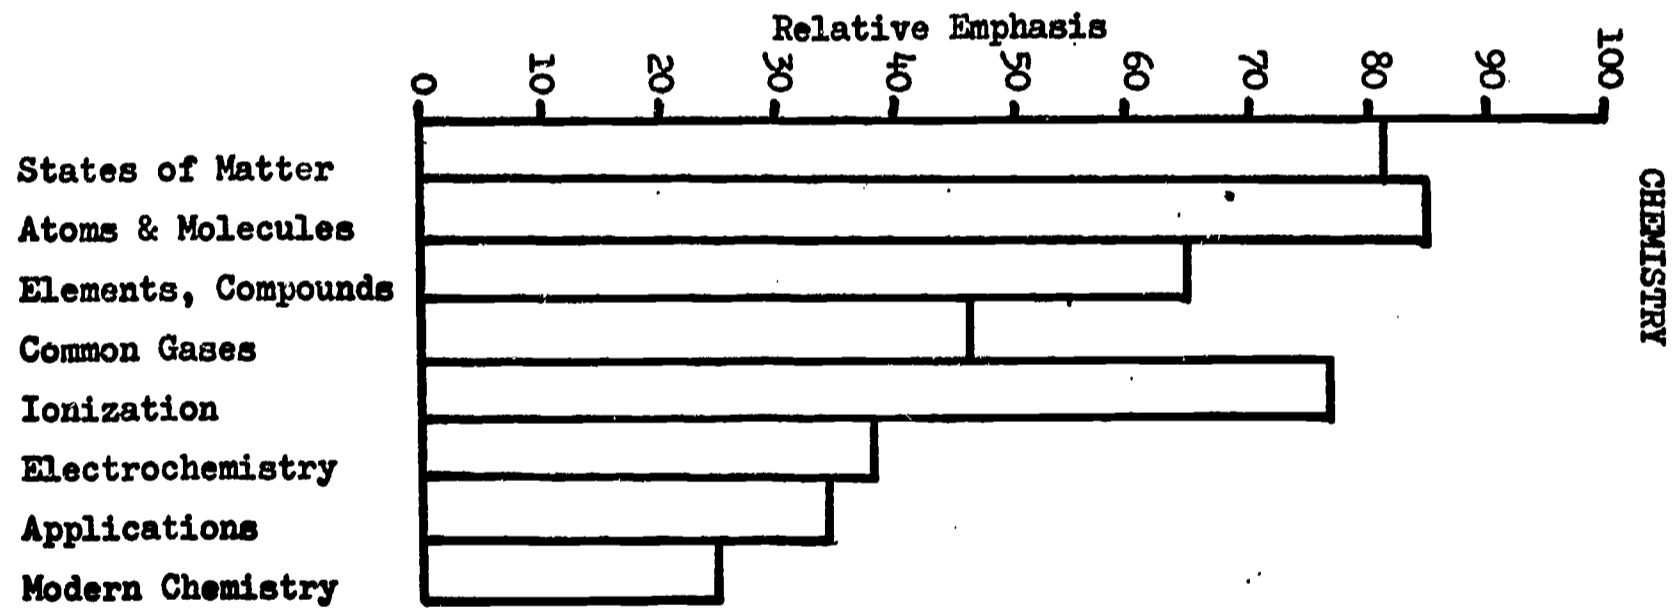 Relative Emphasis
0 10 20 30 40 50 60 70 80 90 100
CHEMISTRY
States of Matter
Atoms & Molecules
Elements, Compounds
Common Gases
Ionization
Electrochemistry
Applications
Modern Chemistry